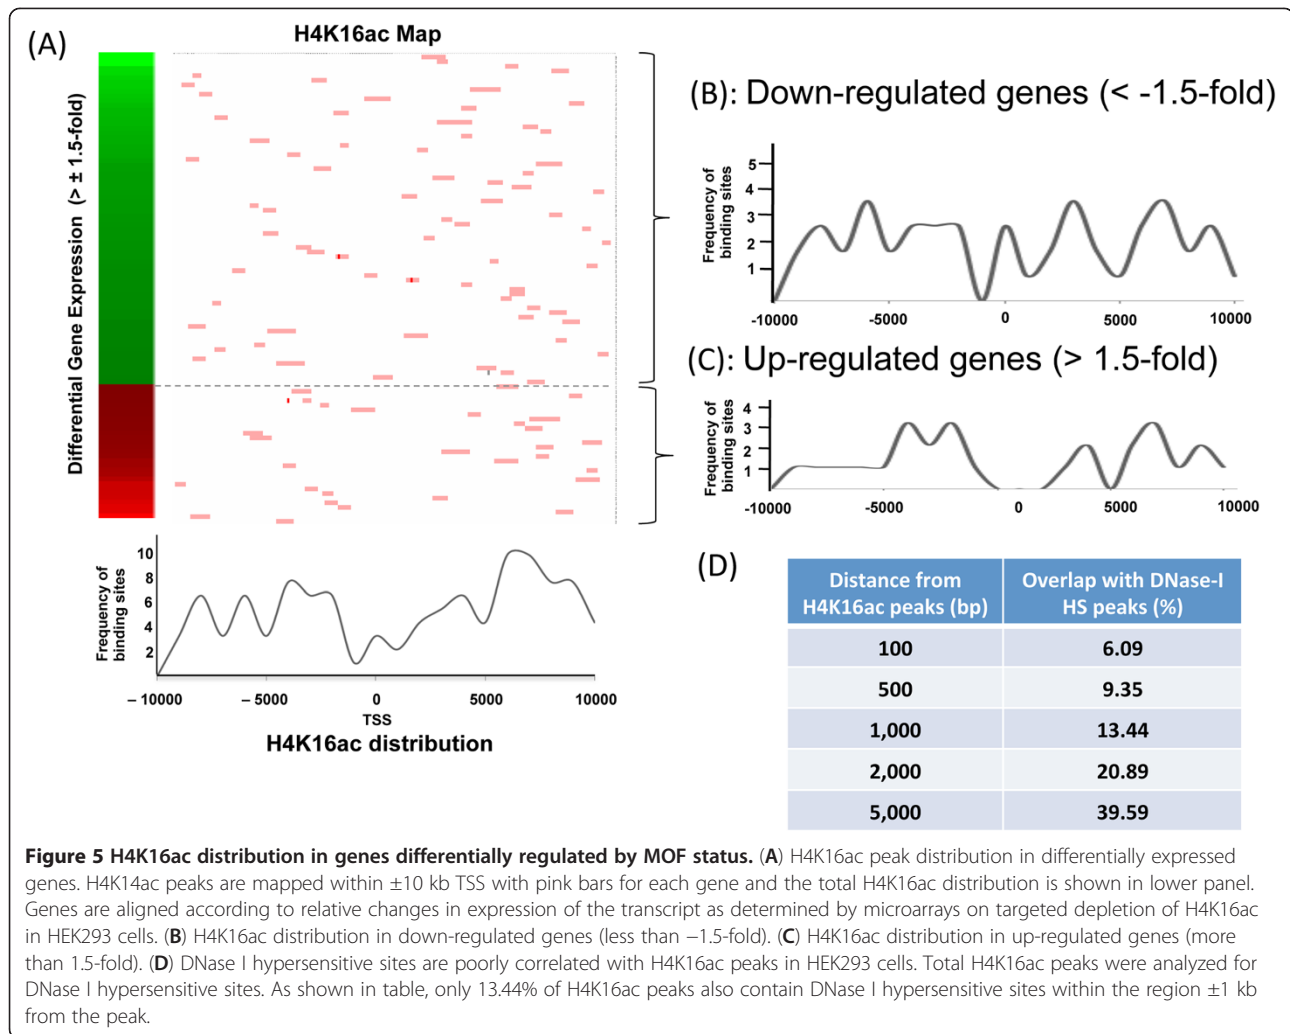 (A)
H4K16ac Map
Differential Gene Expression (> ± 1.5-fold)
Frequency of
binding sites
10
8
6
4
2
– 10000
– 5000
0
5000
10000
TSS
H4K16ac distribution
(B): Down-regulated genes (< -1.5-fold)
Frequency of
binding sites
5
4
3
2
1
-10000
-5000
0
5000
10000
(C): Up-regulated genes (> 1.5-fold)
Frequency of
binding sites
4
3
2
1
-10000
-5000
0
5000
10000
(D)
Distance from
H4K16ac peaks (bp)
Overlap with DNase-I
HS peaks (%)
100 6.09
500 9.35
1,000 13.44
2,000 20.89
5,000 39.59
Figure 5 H4K16ac distribution in genes differentially regulated by MOF status. (A) H4K16ac peak distribution in differentially expressed
genes. H4K14ac peaks are mapped within ±10 kb TSS with pink bars for each gene and the total H4K16ac distribution is shown in lower panel.
Genes are aligned according to relative changes in expression of the transcript as determined by microarrays on targeted depletion of H4K16ac
in HEK293 cells. (B) H4K16ac distribution in down-regulated genes (less than −1.5-fold). (C) H4K16ac distribution in up-regulated genes (more
than 1.5-fold). (D) DNase I hypersensitive sites are poorly correlated with H4K16ac peaks in HEK293 cells. Total H4K16ac peaks were analyzed for
DNase I hypersensitive sites. As shown in table, only 13.44% of H4K16ac peaks also contain DNase I hypersensitive sites within the region ±1 kb
from the peak.